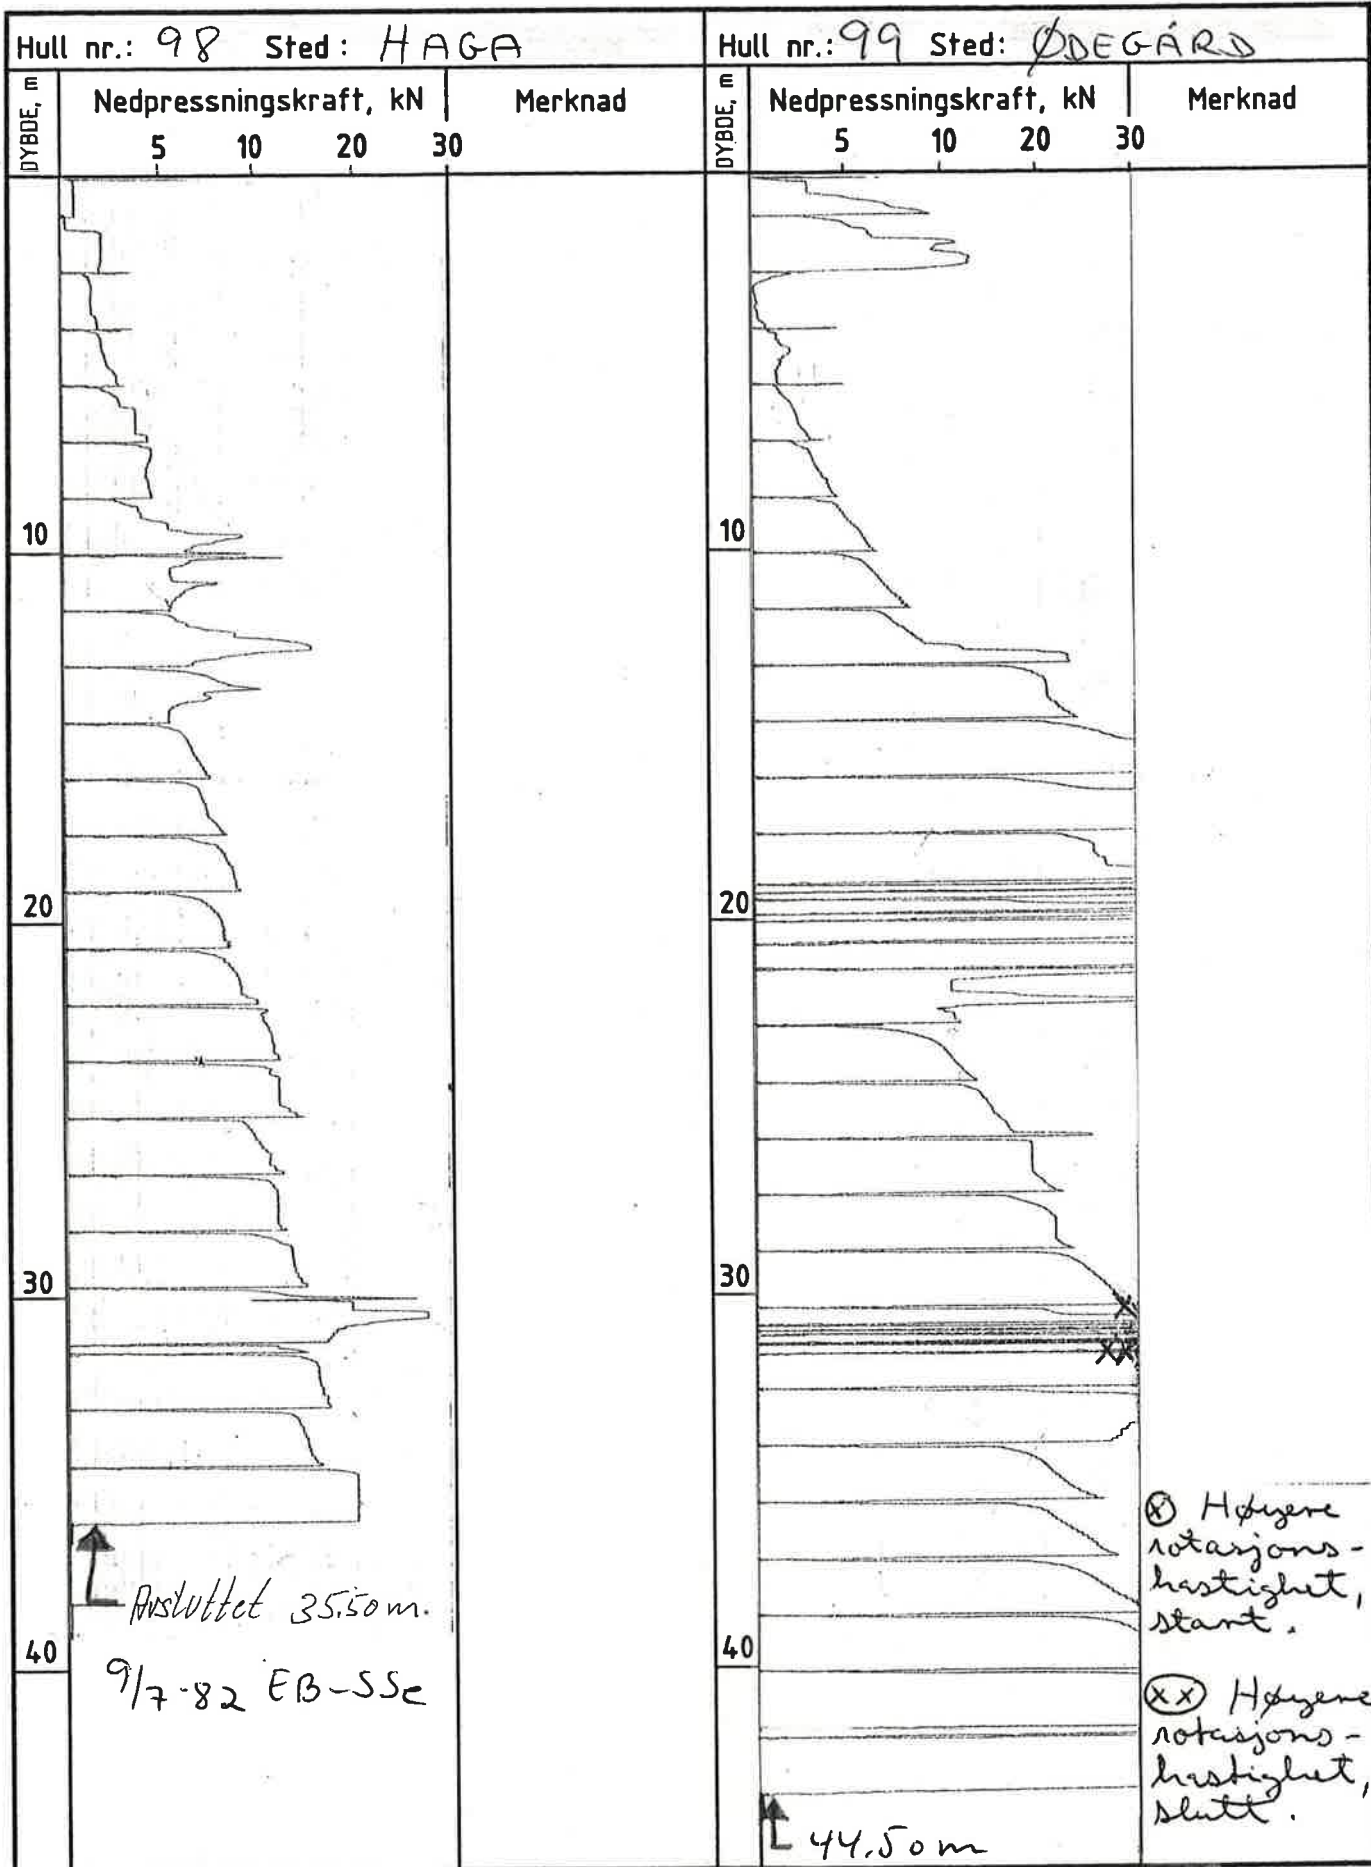 Hull nr.: 98 Sted: HAGA
DYBDE, m
Nedpressningskraft, kN
Merknad
5 10 20 30
10
20
30
Avsluttet 35.50 m.
40
9/7-82 EB-SSe
Hull nr.: 99 Sted: ØDEGÅRD
DYBDE, m
Nedpressningskraft, kN
Merknad
5 10 20 30
10
20
30
X
XX
Ⓧ Høyere
rotasjons-
hastighet,
start.
40
(XX) Høyere
rotasjons-
hastighet,
slutt.
44.50 m